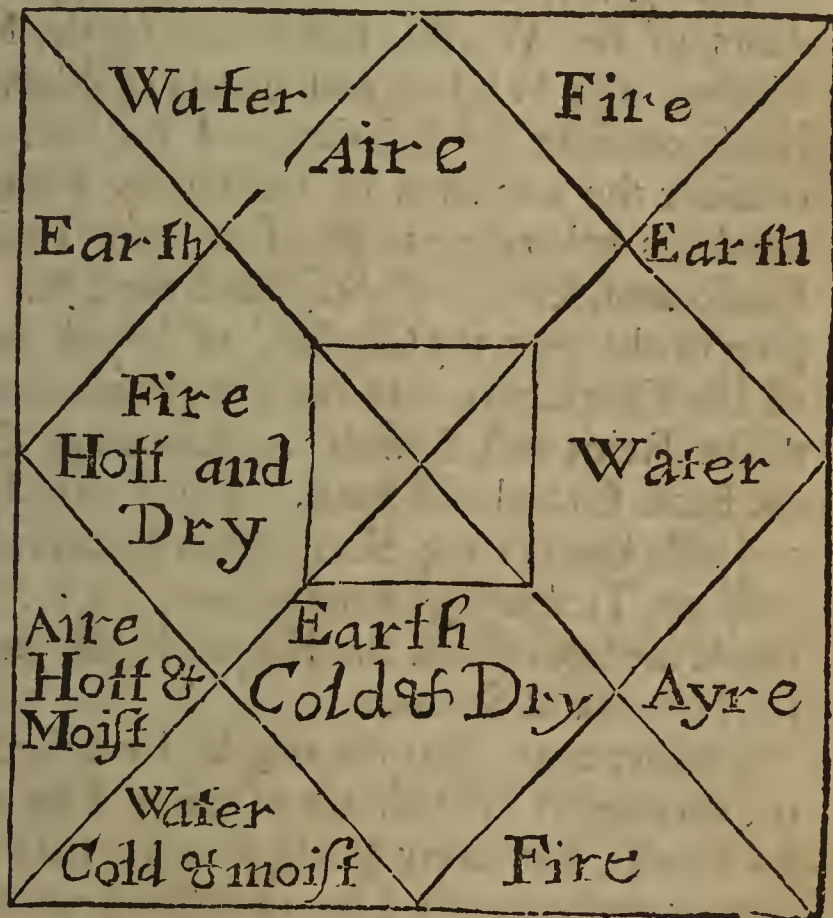 Water
Fire
Aire
Earth
Earth
Fire
Hott and
Dry
Water
Aire
Hott &
Moiſt
Earth
Cold & Dry
Ayre
Water
Cold & moiſt
Fire